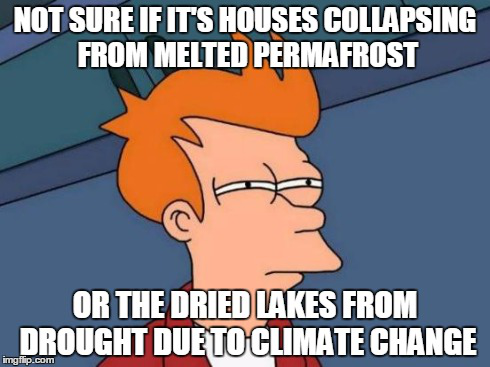 NOT SURE IF IT'S HOUSES COLLAPSING
FROM MELTED PERMAFROST
OR THE DRIED LAKES FROM
DROUGHT DUE TO CLIMATE CHANGE
imgflip.com